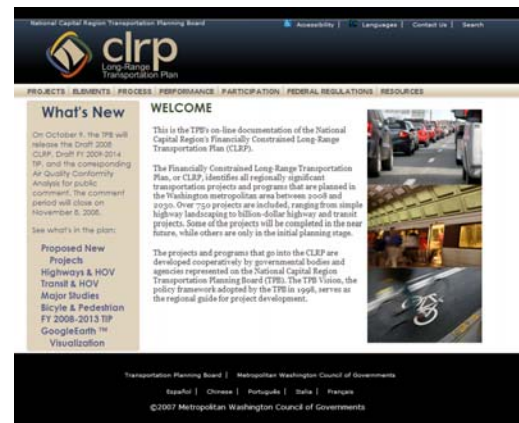 National Capital Region Transportation Planning Board
Accessibility | Languages | Contact Us | Search
clrp
Long-Range
Transportation Plan
PROJECTS ELEMENTS PROCESS PERFORMANCE PARTICIPATION FEDERAL REGULATIONS RESOURCES
What's New
On October 9, the TPB will
release the Draft 2008
CLRP, Draft FY 2009-2014
TIP, and the corresponding
Air Quality Conformity
Analysis for public
comment. The comment
period will close on
November 8, 2008.
See what's in the plan:
Proposed New
Projects
Highways & HOV
Transit & HOV
Major Studies
Bicyle & Pedestrian
FY 2008-2013 TIP
GoogleEarth ™
Visualization
WELCOME
This is the TPB's on-line documentation of the National
Capital Region's Financially Constrained Long-Range
Transportation Plan (CLRP).
The Financially Constrained Long-Range Transportation
Plan, or CLRP, identifies all regionally significant
transportation projects and programs that are planned in
the Washington metropolitan area between 2008 and
2030. Over 750 projects are included, ranging from simple
highway landscaping to billion-dollar highway and transit
projects. Some of the projects will be completed in the near
future, while others are only in the initial planning stage.
The projects and programs that go into the CLRP are
developed cooperatively by governmental bodies and
agencies represented on the National Capital Region
Transportation Planning Board (TPB). The TPB Vision, the
policy framework adopted by the TPB in 1998, serves as
the regional guide for project development.
Transportation Planning Board | Metropolitan Washington Council of Governments
Español | Chinese | Português | Italia | Français
©2007 Metropolitan Washington Council of Governments